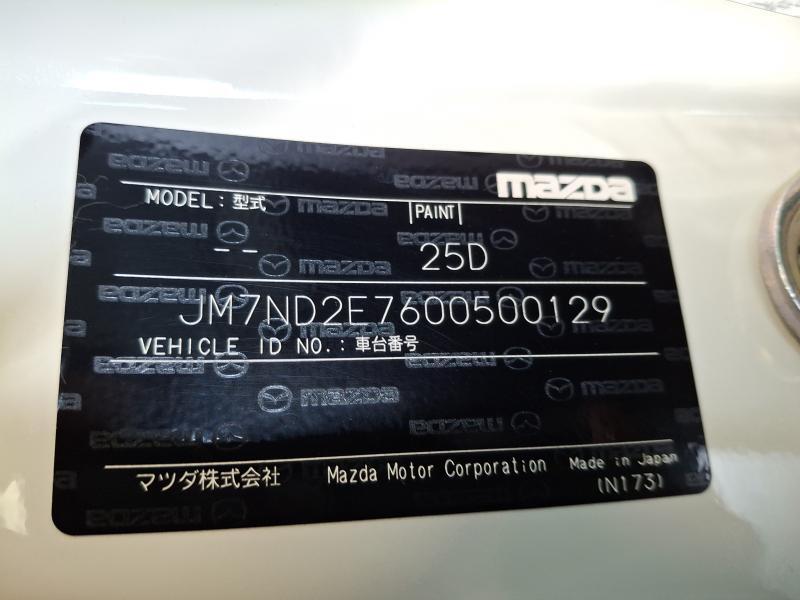 mazda
MODEL : 型式
|PAINT|
- -
25D
JM7ND2E7600500129
VEHICLE ID NO. : 車台番号
マツダ株式会社 Mazda Motor Corporation Made in Japan
(N173)